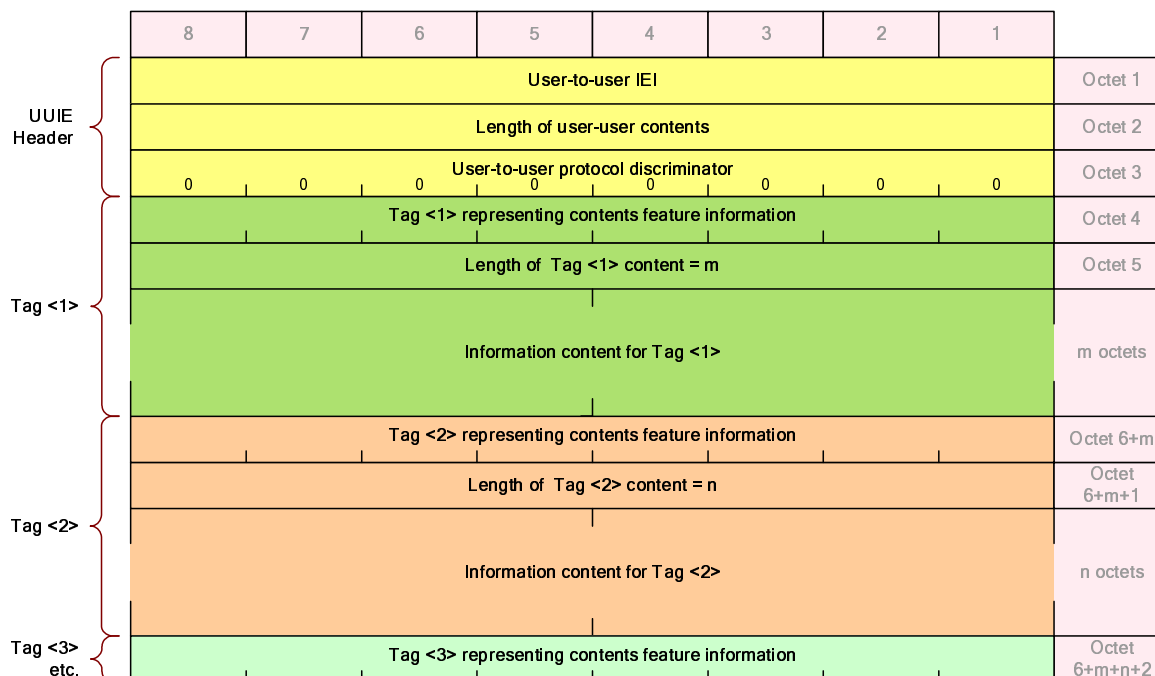 8 7 6 5 4 3 2 1
User-to-user IEI
Octet 1
UUIE
Header
Length of user-user contents
Octet 2
User-to-user protocol discriminator
0 0 0 0 0 0 0 0
Octet 3
Tag <1> representing contents feature information
Octet 4
Length of Tag <1> content = m
Octet 5
Tag <1>
Information content for Tag <1>
m octets
Tag <2> representing contents feature information
Octet 6+m
Length of Tag <2> content = n
Octet
6+m+1
Tag <2>
Information content for Tag <2>
n octets
Tag <3>
etc.
Tag <3> representing contents feature information
Octet
6+m+n+2